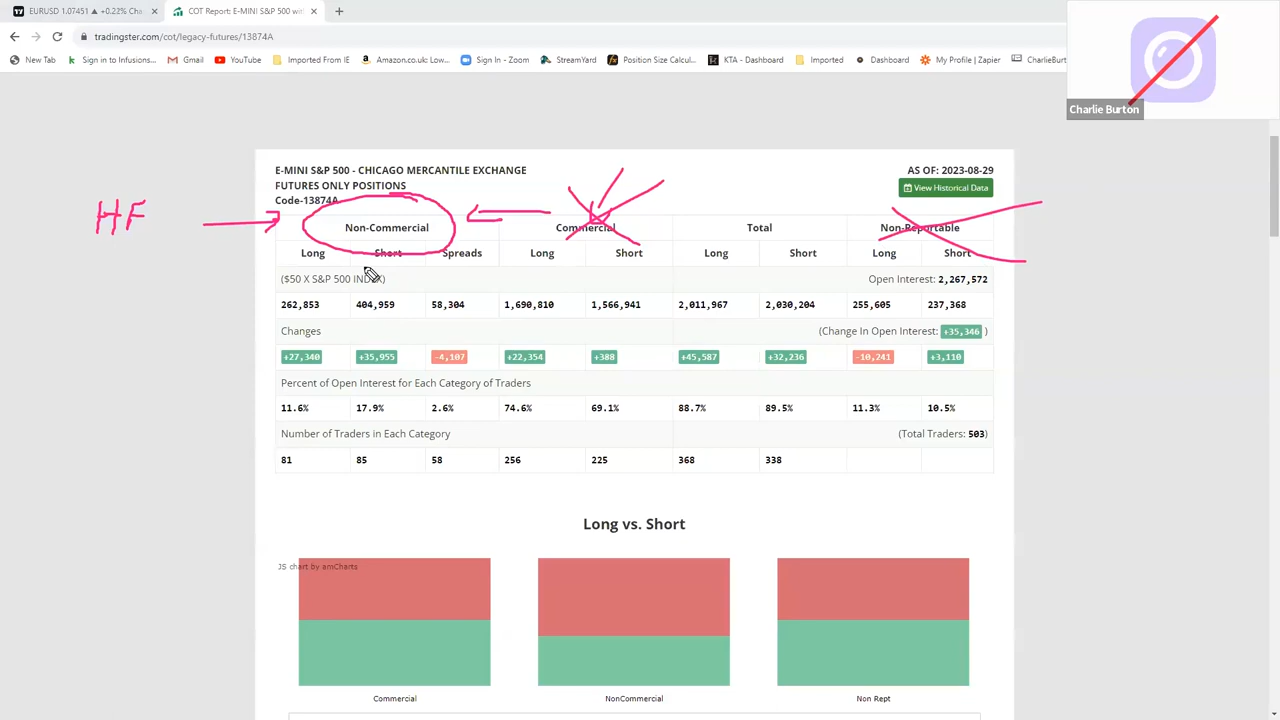 EURUSD 1.07451 ▲ +0.22% Cha
COT Report: E-MINI S&P 500 with
tradingster.com/cot/legacy-futures/13874A
New Tab Sign in to Infusions... Gmail YouTube Imported From IE Amazon.co.uk: Low... Sign In - Zoom StreamYard Position Size Calcul... KTA - Dashboard Imported Dashboard My Profile | Zapier CharlieBurt
Charlie Burton
E-MINI S&P 500 - CHICAGO MERCANTILE EXCHANGE AS OF: 2023-08-29
FUTURES ONLY POSITIONS View Historical Data
Code-13874A
HF
Non-Commercial Commercial Total Non-Reportable
Long Short Spreads Long Short Long Short Long Short
($50 X S&P 500 INDEX) Open Interest: 2,267,572
262,853 404,959 58,304 1,690,810 1,566,941 2,011,967 2,030,204 255,605 237,368
Changes (Change In Open Interest: +35,346 )
+27,340 +35,955 -4,107 +22,354 +388 +45,587 +32,236 -10,241 +3,110
Percent of Open Interest for Each Category of Traders
11.6% 17.9% 2.6% 74.6% 69.1% 88.7% 89.5% 11.3% 10.5%
Number of Traders in Each Category (Total Traders: 503)
81 85 58 256 225 368 338
Long vs. Short
JS chart by amCharts
Commercial NonCommercial Non Rept